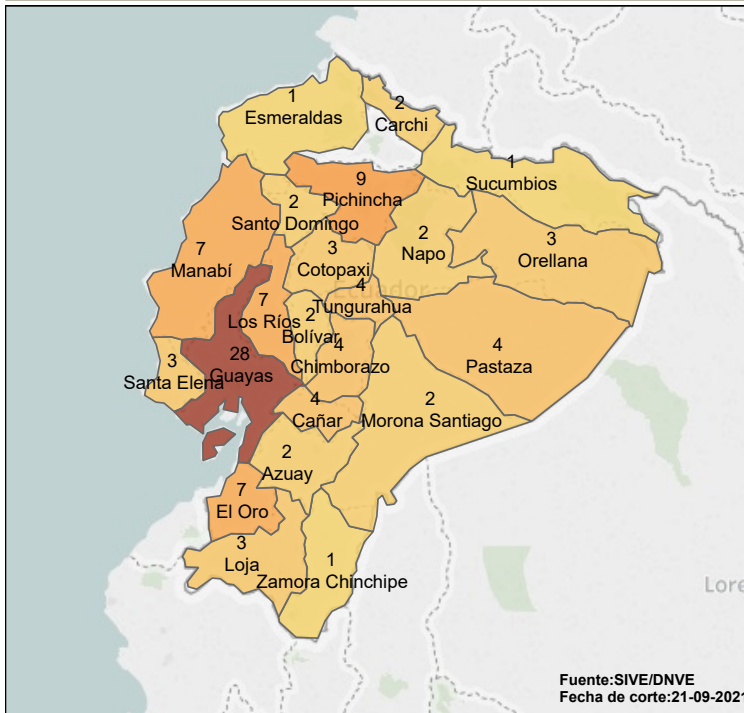 1
Esmeraldas
2
Carchi
1
Sucumbios
9
Pichincha
2
Santo Domingo
7
Manabí
2
Napo
3
Orellana
3
Cotopaxi
4
Tungurahua
Ecuador
7
Los Ríos
2
Bolívar
4
Chimborazo
4
Pastaza
28
Guayas
3
Santa Elena
4
Cañar
2
Morona Santiago
2
Azuay
7
El Oro
3
Loja
1
Zamora Chinchipe
Lore
Fuente:SIVE/DNVE
Fecha de corte:21-09-2021